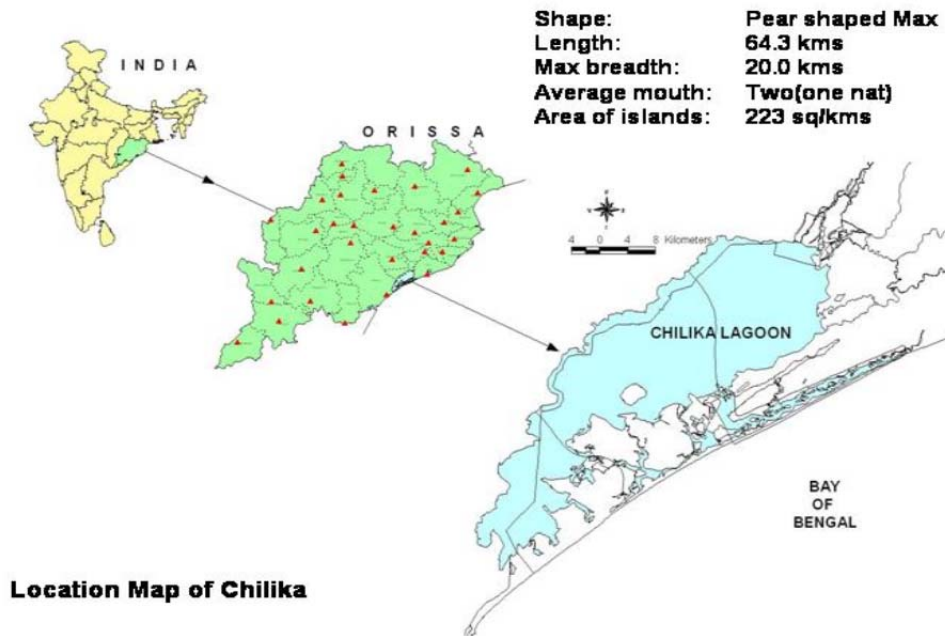 Shape: Pear shaped Max
Length: 64.3 kms
Max breadth: 20.0 kms
Average mouth: Two(one nat)
Area of islands: 223 sq/kms
I N D I A
O R I S S A
4 0 4 8 Kilometers
CHILIKA LAGOON
BAY
OF
BENGAL
Location Map of Chilika